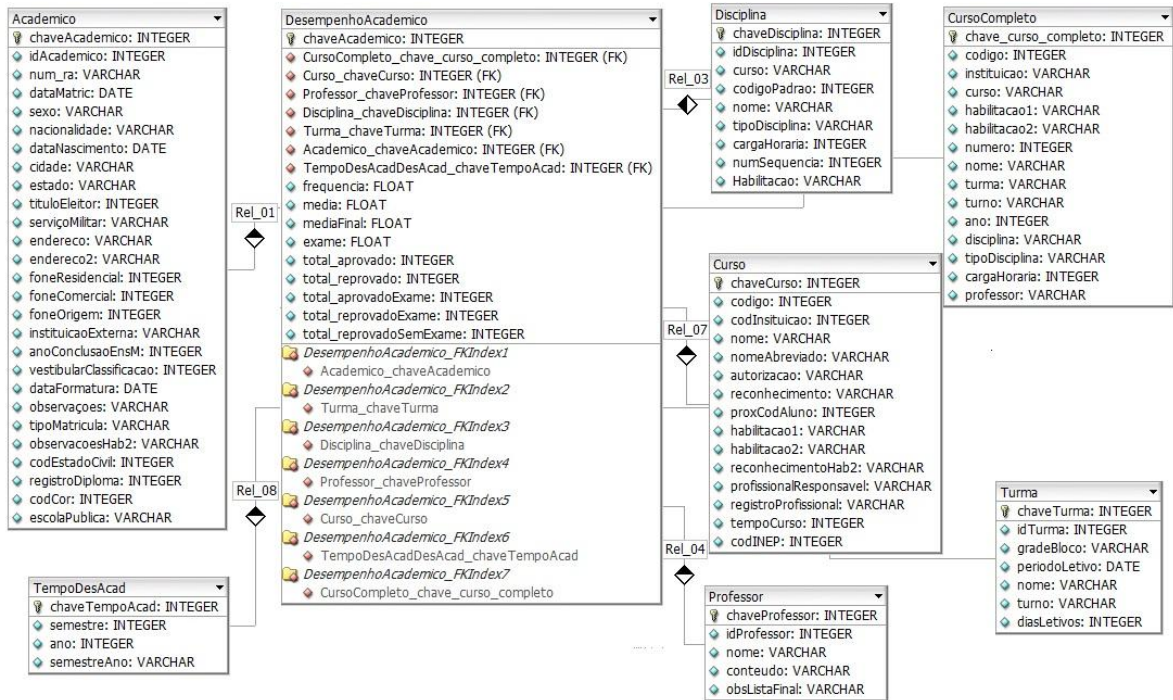 Academico
chaveAcademico: INTEGER
idAcademico: INTEGER
num_ra: VARCHAR
dataMatric: DATE
sexo: VARCHAR
nacionalidade: VARCHAR
dataNascimento: DATE
cidade: VARCHAR
estado: VARCHAR
tituloEleitor: INTEGER
serviçoMilitar: VARCHAR
endereco: VARCHAR
endereco2: VARCHAR
foneResidencial: INTEGER
foneComercial: INTEGER
foneOrigem: INTEGER
instituicaoExterna: VARCHAR
anoConclusaoEnsM: INTEGER
vestibularClassificacao: INTEGER
dataFormatura: DATE
observaçoes: VARCHAR
tipoMatricula: VARCHAR
observacoesHab2: VARCHAR
codEstadoCivil: INTEGER
registroDiploma: INTEGER
codCor: INTEGER
escolaPublica: VARCHAR
TempoDesAcad
chaveTempoAcad: INTEGER
semestre: INTEGER
ano: INTEGER
semestreAno: VARCHAR
Rel_01
Rel_08
DesempenhoAcademico
chaveAcademico: INTEGER
CursoCompleto_chave_curso_completo: INTEGER (FK)
Curso_chaveCurso: INTEGER (FK)
Professor_chaveProfessor: INTEGER (FK)
Disciplina_chaveDisciplina: INTEGER (FK)
Turma_chaveTurma: INTEGER (FK)
Academico_chaveAcademico: INTEGER (FK)
TempoDesAcadDesAcad_chaveTempoAcad: INTEGER (FK)
frequencia: FLOAT
media: FLOAT
mediaFinal: FLOAT
exame: FLOAT
total_aprovado: INTEGER
total_reprovado: INTEGER
total_aprovadoExame: INTEGER
total_reprovadoExame: INTEGER
total_reprovadoSemExame: INTEGER
DesempenhoAcademico_FKIndex1
Academico_chaveAcademico
DesempenhoAcademico_FKIndex2
Turma_chaveTurma
DesempenhoAcademico_FKIndex3
Disciplina_chaveDisciplina
DesempenhoAcademico_FKIndex4
Professor_chaveProfessor
DesempenhoAcademico_FKIndex5
Curso_chaveCurso
DesempenhoAcademico_FKIndex6
TempoDesAcadDesAcad_chaveTempoAcad
DesempenhoAcademico_FKIndex7
CursoCompleto_chave_curso_completo
Rel_03
Rel_07
Rel_04
Disciplina
chaveDisciplina: INTEGER
idDisciplina: INTEGER
curso: VARCHAR
codigoPadrao: INTEGER
nome: VARCHAR
tipoDisciplina: VARCHAR
cargaHoraria: INTEGER
numSequencia: INTEGER
Habilitacao: VARCHAR
Curso
chaveCurso: INTEGER
codigo: INTEGER
codInsituicao: INTEGER
nome: VARCHAR
nomeAbreviado: VARCHAR
autorizacao: VARCHAR
reconhecimento: VARCHAR
proxCodAluno: INTEGER
habilitacao1: VARCHAR
habilitacao2: VARCHAR
reconhecimentoHab2: VARCHAR
profissionalResponsavel: VARCHAR
registroProfissional: VARCHAR
tempoCurso: INTEGER
codINEP: INTEGER
Professor
chaveProfessor: INTEGER
idProfessor: INTEGER
nome: VARCHAR
conteudo: VARCHAR
obsListaFinal: VARCHAR
CursoCompleto
chave_curso_completo: INTEGER
codigo: INTEGER
instituicao: VARCHAR
curso: VARCHAR
habilitacao1: VARCHAR
habilitacao2: VARCHAR
numero: INTEGER
nome: VARCHAR
turma: VARCHAR
turno: VARCHAR
ano: INTEGER
disciplina: VARCHAR
tipoDisciplina: VARCHAR
cargaHoraria: INTEGER
professor: VARCHAR
Turma
chaveTurma: INTEGER
idTurma: INTEGER
gradeBloco: VARCHAR
periodoLetivo: DATE
nome: VARCHAR
turno: VARCHAR
diasLetivos: INTEGER